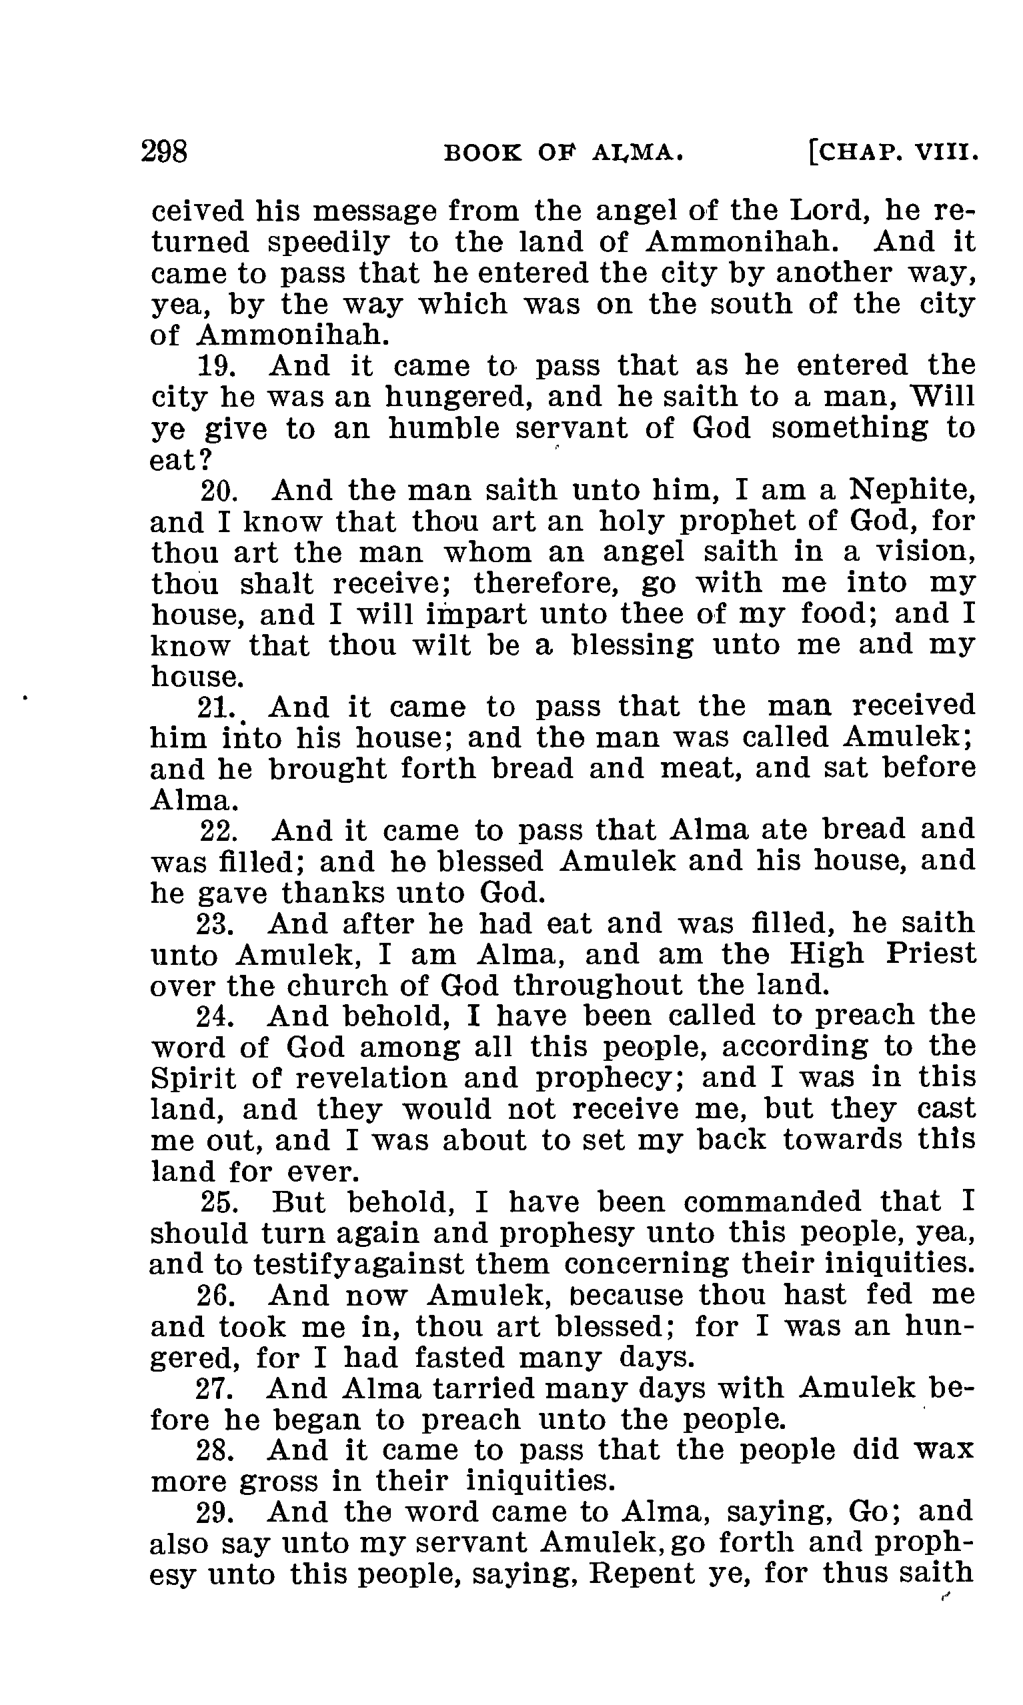 298 BOOK OF ALMA. [CHAP. VIII.
ceived his message from the angel of the Lord, he re-
turned speedily to the land of Ammonihah. And it
came to pass that he entered the city by another way,
yea, by the way which was on the south of the city
of Ammonihah.
19. And it came to pass that as he entered the
city he was an hungered, and he saith to a man, Will
ye give to an humble servant of God something to
eat?
20. And the man saith unto him, I am a Nephite,
and I know that thou art an holy prophet of God, for
thou art the man whom an angel saith in a vision,
thou shalt receive; therefore, go with me into my
house, and I will impart unto thee of my food; and I
know that thou wilt be a blessing unto me and my
house.
21. And it came to pass that the man received
him into his house; and the man was called Amulek;
and he brought forth bread and meat, and sat before
Alma.
22. And it came to pass that Alma ate bread and
was filled; and he blessed Amulek and his house, and
he gave thanks unto God.
23. And after he had eat and was filled, he saith
unto Amulek, I am Alma, and am the High Priest
over the church of God throughout the land.
24. And behold, I have been called to preach the
word of God among all this people, according to the
Spirit of revelation and prophecy; and I was in this
land, and they would not receive me, but they cast
me out, and I was about to set my back towards this
land for ever.
25. But behold, I have been commanded that I
should turn again and prophesy unto this people, yea,
and to testify against them concerning their iniquities.
26. And now Amulek, because thou hast fed me
and took me in, thou art blessed; for I was an hun-
gered, for I had fasted many days.
27. And Alma tarried many days with Amulek be-
fore he began to preach unto the people.
28. And it came to pass that the people did wax
more gross in their iniquities.
29. And the word came to Alma, saying, Go; and
also say unto my servant Amulek, go forth and proph-
esy unto this people, saying, Repent ye, for thus saith